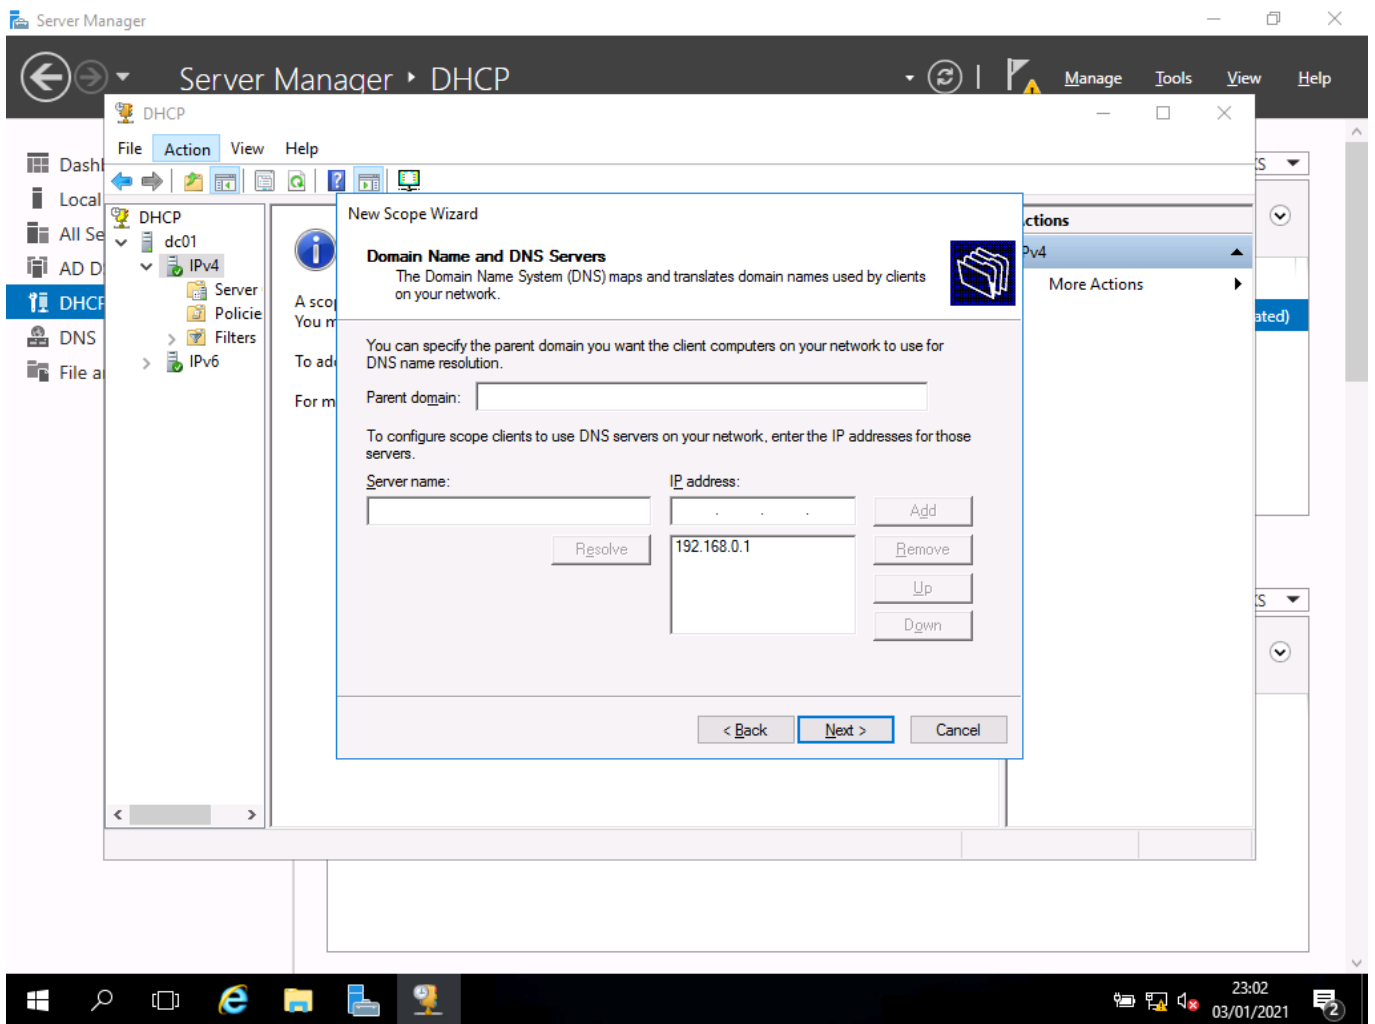 Server Manager
Server Manager ‣ DHCP
Manage Tools View Help
DHCP
File Action View Help
Local
All Se
AD D
DHCP
DNS
DHCP
dc01
IPv4
Server
Policie
Filters
IPv6
A scop
You m
To add
For m
New Scope Wizard
Domain Name and DNS Servers
The Domain Name System (DNS) maps and translates domain names used by clients
on your network.
You can specify the parent domain you want the client computers on your network to use for
DNS name resolution.
Parent domain:
To configure scope clients to use DNS servers on your network, enter the IP addresses for those
servers.
Server name:
IP address:
Add
Resolve
192.168.0.1
Remove
Up
Down
< Back
Next >
Cancel
ctions
Pv4
More Actions
ated)
23:02
03/01/2021
2